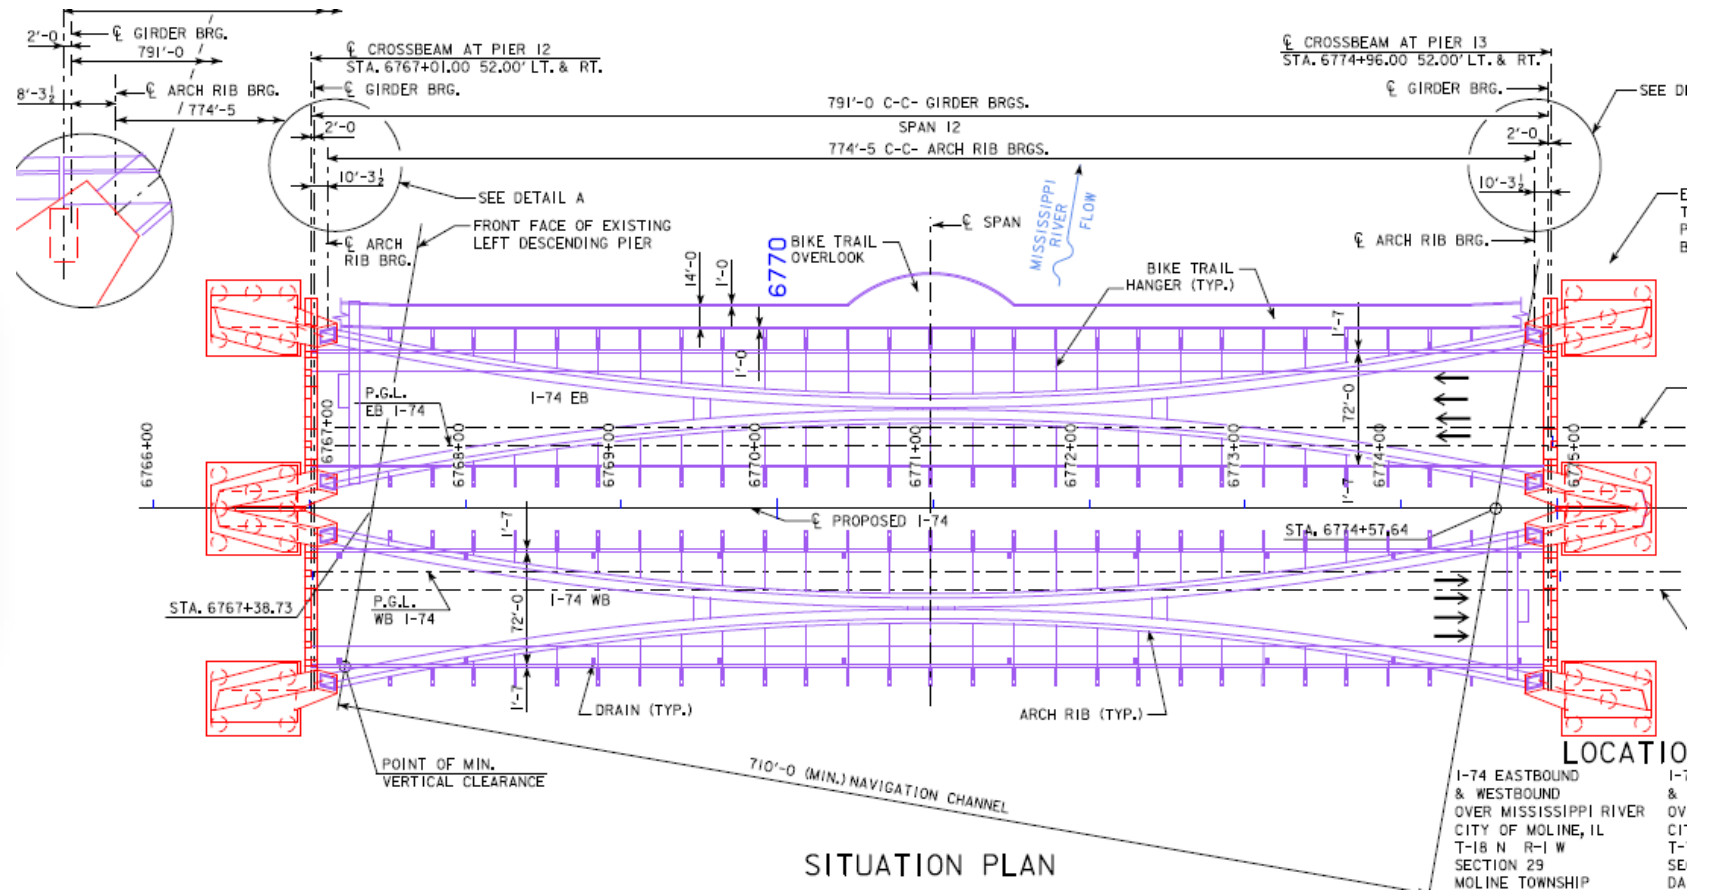 ℄ GIRDER BRG.
2'-0
791'-0
8'-3½
℄ ARCH RIB BRG.
774'-5
℄ CROSSBEAM AT PIER 12
STA. 6767+01.00 52.00' LT. & RT.
℄ GIRDER BRG.
℄ CROSSBEAM AT PIER 13
STA. 6774+96.00 52.00' LT. & RT.
℄ GIRDER BRG.
SEE
791'-0 C-C- GIRDER BRGS.
SPAN 12
774'-5 C-C- ARCH RIB BRGS.
2'-0
2'-0
10'-3½
10'-3½
SEE DETAIL A
FRONT FACE OF EXISTING
LEFT DESCENDING PIER
℄ ARCH
RIB BRG.
6770
BIKE TRAIL
OVERLOOK
℄ SPAN
MISSISSIPPI
RIVER
FLOW
℄ ARCH RIB BRG.
14'-0
1'-0
1'-0
BIKE TRAIL
HANGER (TYP.)
1'-7
72'-0
1'-7
P.G.L.
EB I-74
I-74 EB
6766+00
6767+00
6768+00
6769+00
6770+00
6771+00
6772+00
6773+00
6774+00
6775+00
℄ PROPOSED I-74
STA. 6774+57.64
1'-7
72'-0
1'-7
STA. 6767+38.73
P.G.L.
WB I-74
I-74 WB
DRAIN (TYP.)
ARCH RIB (TYP.)
POINT OF MIN.
VERTICAL CLEARANCE
710'-0 (MIN.) NAVIGATION CHANNEL
SITUATION PLAN
LOCATIO
I-74 EASTBOUND
& WESTBOUND
OVER MISSISSIPPI RIVER
CITY OF MOLINE, IL
T-18 N R-1 W
SECTION 29
MOLINE TOWNSHIP